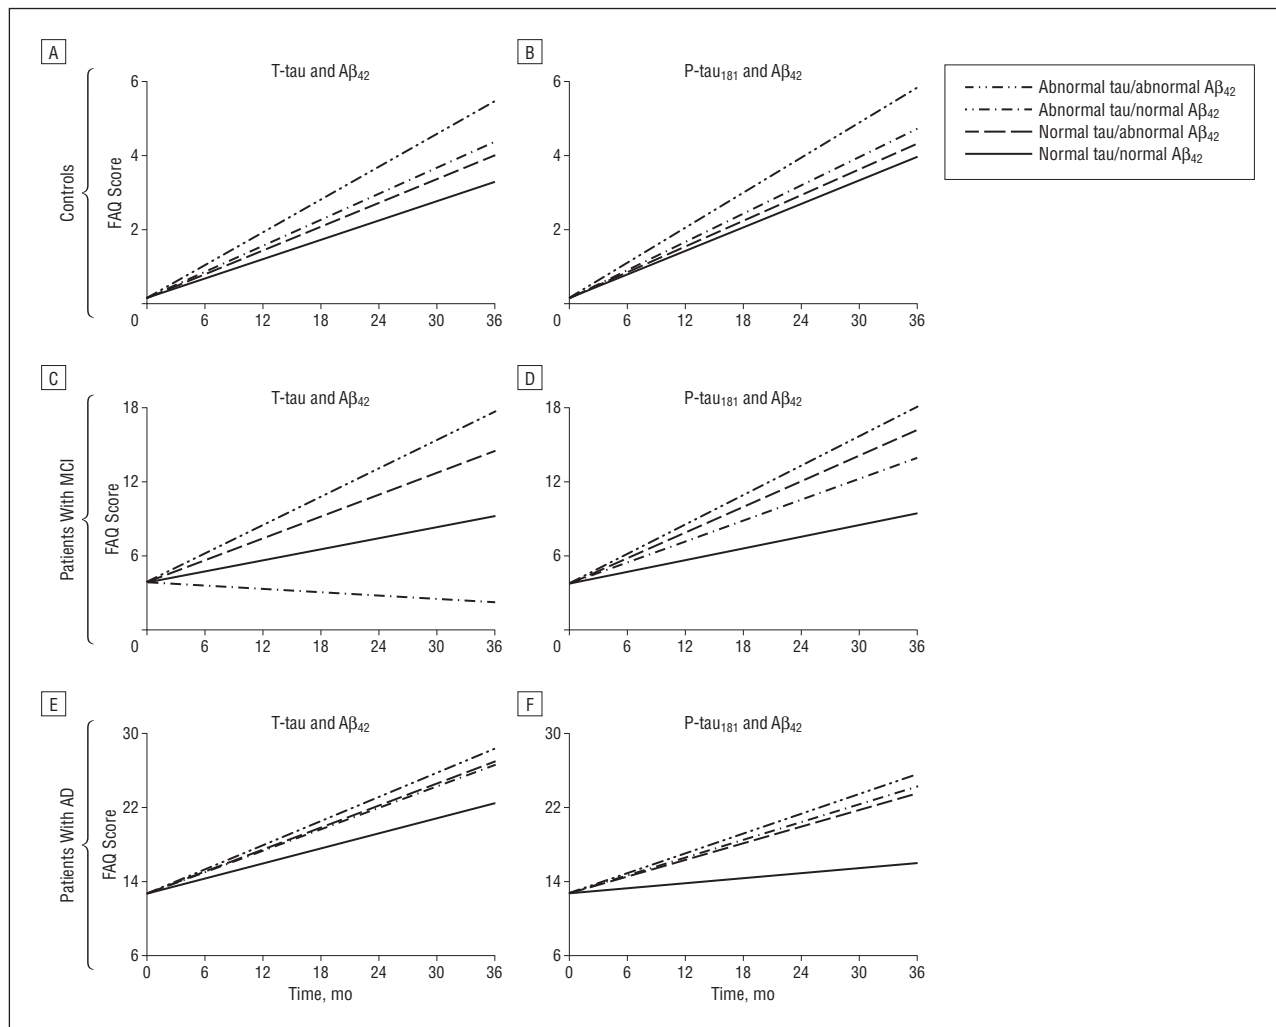 A
T-tau and Aβ42
6
4
2
0 6 12 18 24 30 36
FAQ Score
Controls
B
P-tau181 and Aβ42
6
4
2
0 6 12 18 24 30 36
Abnormal tau/abnormal Aβ42
Abnormal tau/normal Aβ42
Normal tau/abnormal Aβ42
Normal tau/normal Aβ42
C
T-tau and Aβ42
18
12
6
0 6 12 18 24 30 36
FAQ Score
Patients With MCI
D
P-tau181 and Aβ42
18
12
6
0 6 12 18 24 30 36
E
T-tau and Aβ42
30
22
14
6
0 6 12 18 24 30 36
Time, mo
FAQ Score
Patients With AD
F
P-tau181 and Aβ42
30
22
14
6
0 6 12 18 24 30 36
Time, mo